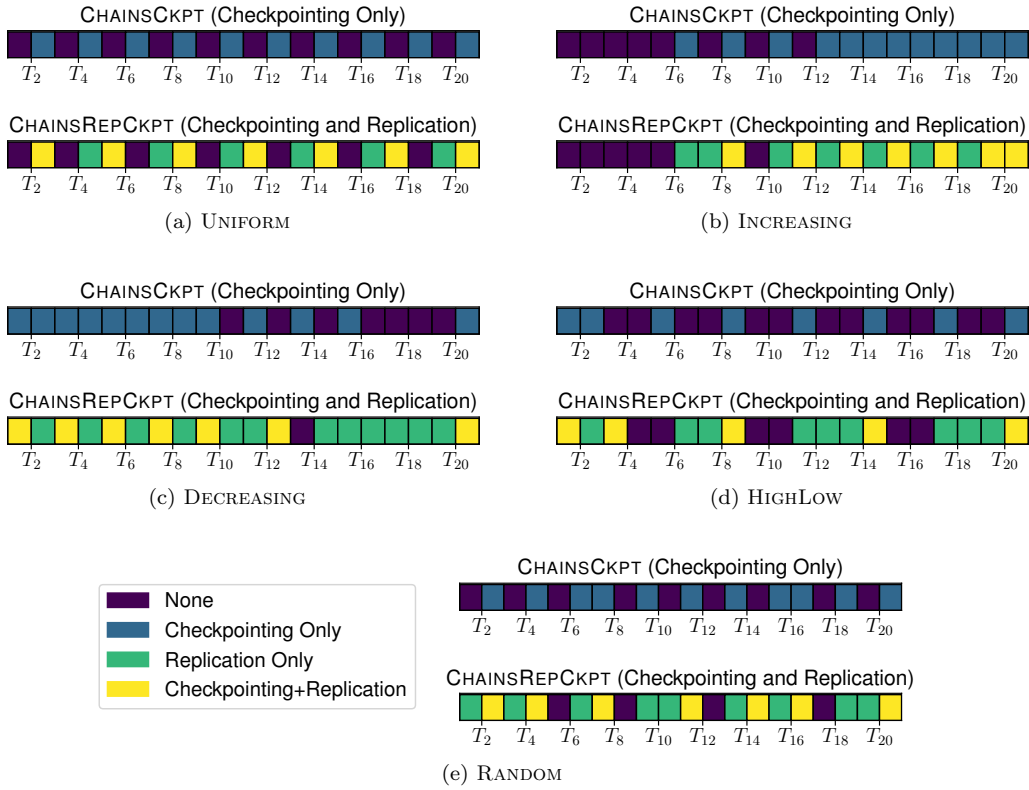 CHAINSCKPT (Checkpointing Only)
T2 T4 T6 T8 T10 T12 T14 T16 T18 T20
CHAINSREPCKPT (Checkpointing and Replication)
T2 T4 T6 T8 T10 T12 T14 T16 T18 T20
(a) UNIFORM
CHAINSCKPT (Checkpointing Only)
T2 T4 T6 T8 T10 T12 T14 T16 T18 T20
CHAINSREPCKPT (Checkpointing and Replication)
T2 T4 T6 T8 T10 T12 T14 T16 T18 T20
(b) INCREASING
CHAINSCKPT (Checkpointing Only)
T2 T4 T6 T8 T10 T12 T14 T16 T18 T20
CHAINSREPCKPT (Checkpointing and Replication)
T2 T4 T6 T8 T10 T12 T14 T16 T18 T20
(c) DECREASING
CHAINSCKPT (Checkpointing Only)
T2 T4 T6 T8 T10 T12 T14 T16 T18 T20
CHAINSREPCKPT (Checkpointing and Replication)
T2 T4 T6 T8 T10 T12 T14 T16 T18 T20
(d) HIGHLOW
None
Checkpointing Only
Replication Only
Checkpointing+Replication
CHAINSCKPT (Checkpointing Only)
T2 T4 T6 T8 T10 T12 T14 T16 T18 T20
CHAINSREPCKPT (Checkpointing and Replication)
T2 T4 T6 T8 T10 T12 T14 T16 T18 T20
(e) RANDOM